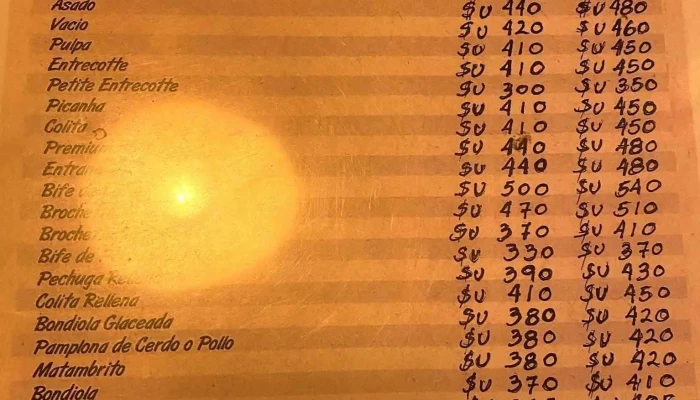 Asado $U 440 $U 480
Vacio $U 420 $U 460
Pulpa $U 410 $U 450
Entrecotte $U 410 $U 450
Petite Entrecotte $U 300 $U 350
Picanha $U 410 $U 450
Colita $U 410 $U 450
$U 440 $U 480
$U 440 $U 480
Bife $U 500 $U 540
$U 470 $U 510
$U 370 $U 410
Bife de $U 330 $U 370
Pechuga $U 390 $U 430
Colita Rellena $U 410 $U 450
Bondiola Glaceada $U 380 $U 420
Pamplona de Cerdo o Pollo $U 380 $U 420
Matambrito $U 380 $U 420
Bondiola $U 370 $U 410